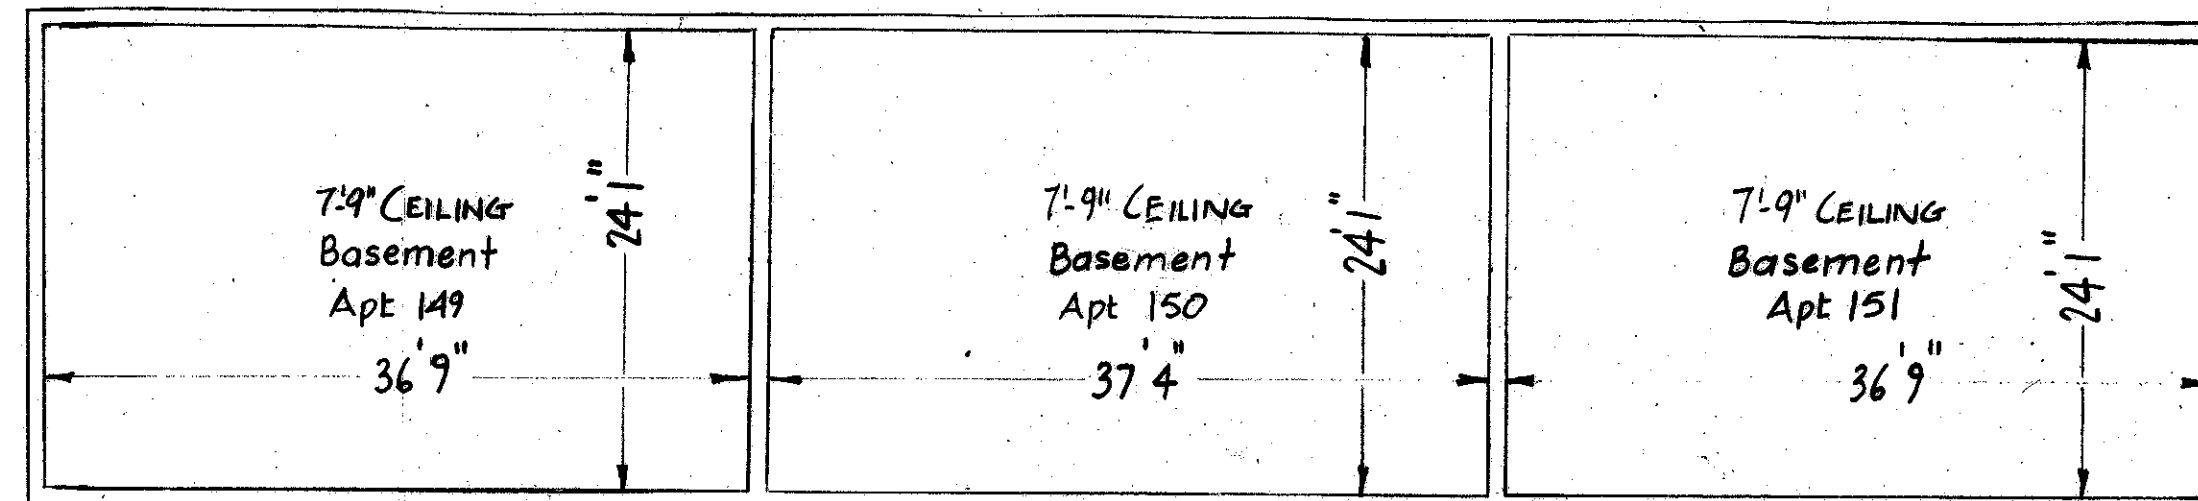 7'-9" CEILING
Basement
Apt 149
36'9"
24'1"
7'-9" CEILING
Basement
Apt 150
37'4"
24'1"
7'-9" CEILING
Basement
Apt 151
36'9"
24'1"